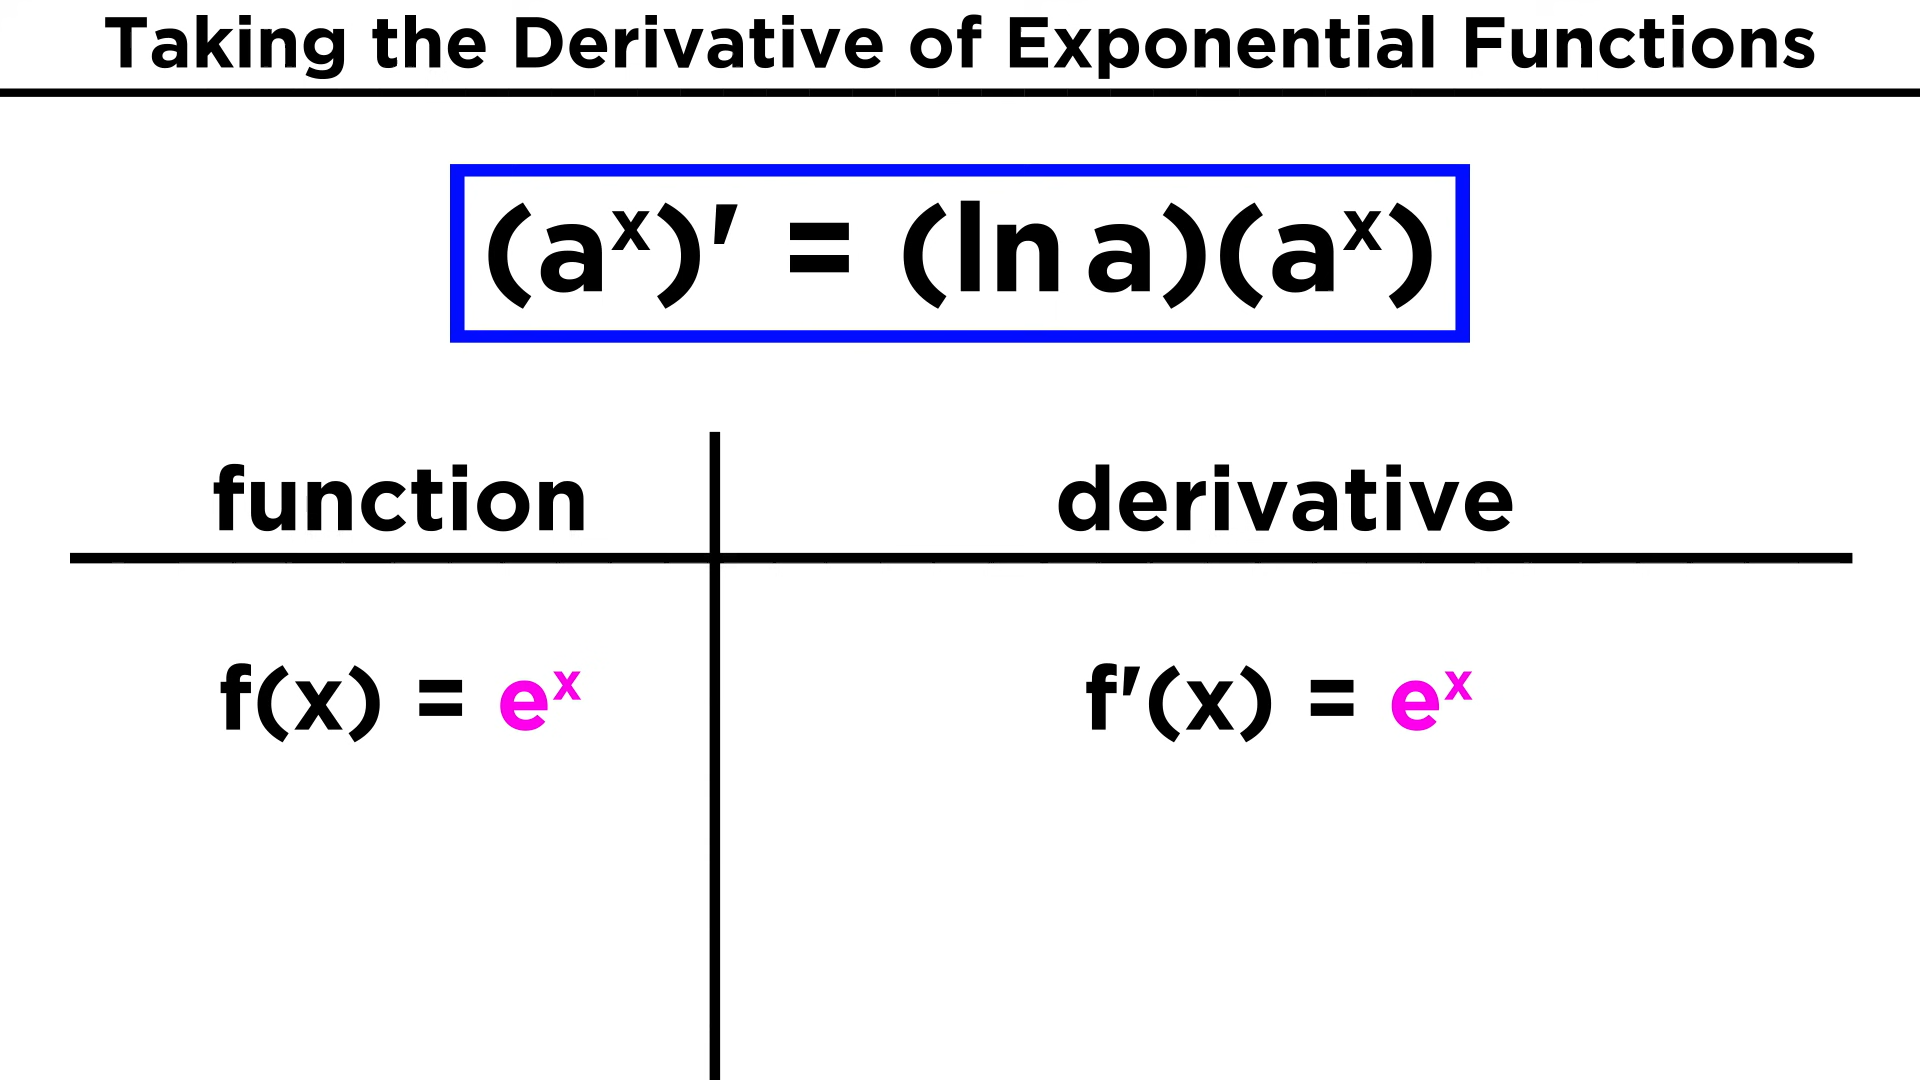 Taking the Derivative of Exponential Functions
(aˣ)' = (ln a)(aˣ)
function derivative
f(x) = eˣ f'(x) = eˣ